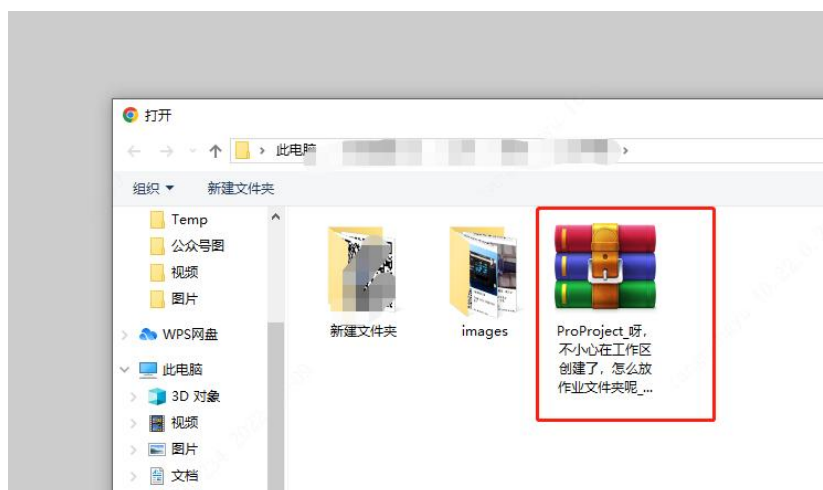 打开
此电脑
组织
新建文件夹
Temp
公众号图
视频
图片
WPS网盘
此电脑
3D 对象
视频
图片
文档
新建文件夹
images
ProProject_呀,
不小心在工作区
创建了，怎么放
作业文件夹呢_...